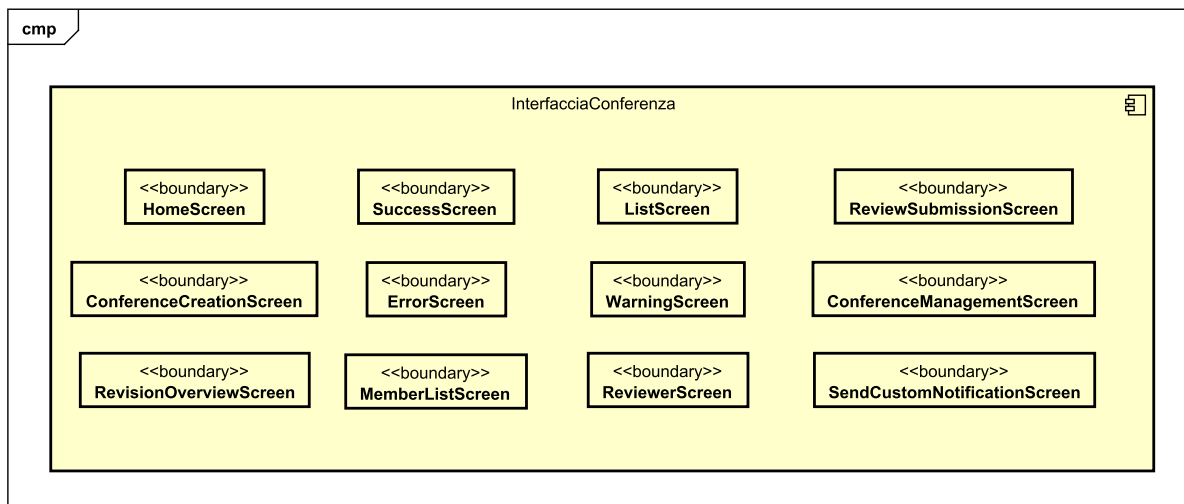 cmp
InterfacciaConferenza
<<boundary>>
HomeScreen
<<boundary>>
SuccessScreen
<<boundary>>
ListScreen
<<boundary>>
ReviewSubmissionScreen
<<boundary>>
ConferenceCreationScreen
<<boundary>>
ErrorScreen
<<boundary>>
WarningScreen
<<boundary>>
ConferenceManagementScreen
<<boundary>>
RevisionOverviewScreen
<<boundary>>
MemberListScreen
<<boundary>>
ReviewerScreen
<<boundary>>
SendCustomNotificationScreen